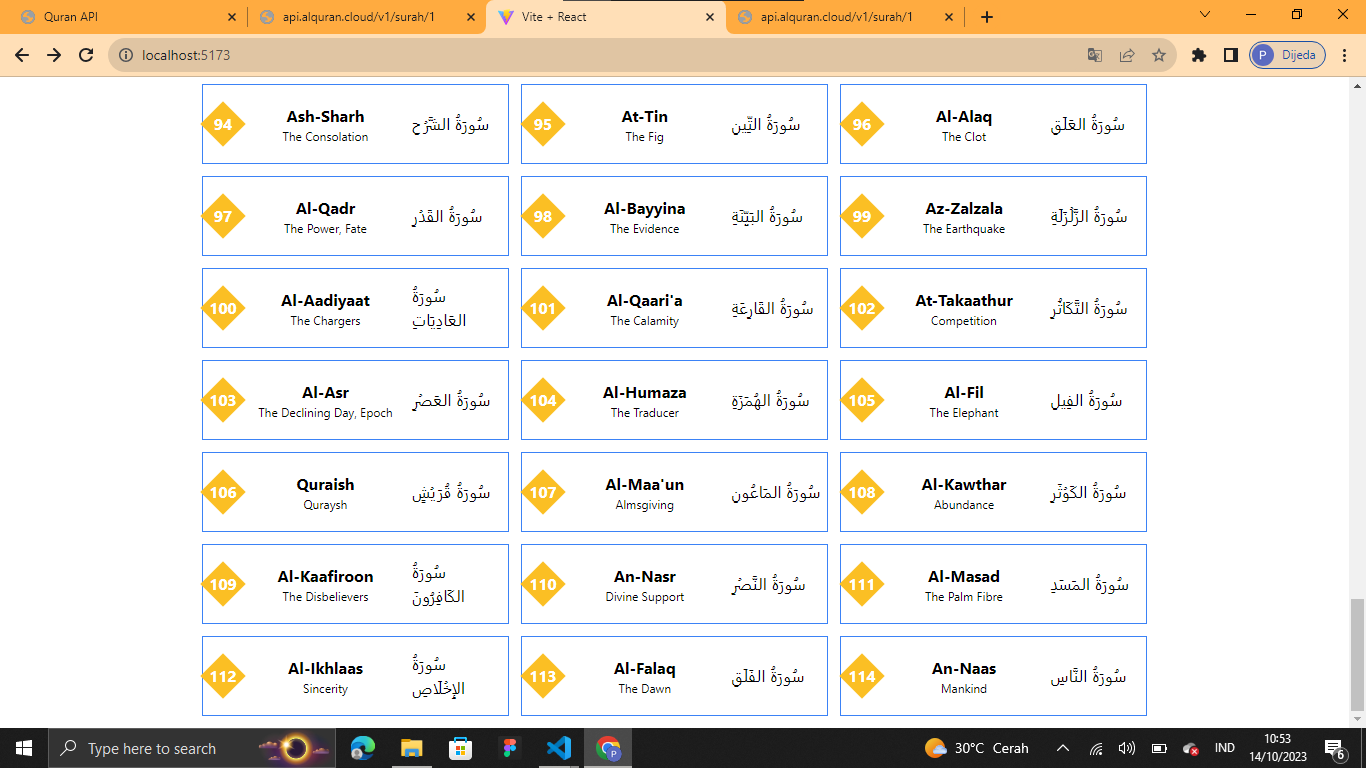 Quran API
api.alquran.cloud/v1/surah/1
Vite + React
api.alquran.cloud/v1/surah/1
localhost:5173
P Dijeda
94
Ash-Sharh
The Consolation
سُورَةُ الشَّرۡحِ
95
At-Tin
The Fig
سُورَةُ التِّينِ
96
Al-Alaq
The Clot
سُورَةُ العَلَقِ
97
Al-Qadr
The Power, Fate
سُورَةُ القَدۡرِ
98
Al-Bayyina
The Evidence
سُورَةُ البَيِّنَةِ
99
Az-Zalzala
The Earthquake
سُورَةُ الزَّلۡزَلَةِ
100
Al-Aadiyaat
The Chargers
سُورَةُ
العَادِيَاتِ
101
Al-Qaari'a
The Calamity
سُورَةُ القَارِعَةِ
102
At-Takaathur
Competition
سُورَةُ التَّكَاثُرِ
103
Al-Asr
The Declining Day, Epoch
سُورَةُ العَصۡرِ
104
Al-Humaza
The Traducer
سُورَةُ الهُمَزَةِ
105
Al-Fil
The Elephant
سُورَةُ الفِيلِ
106
Quraish
Quraysh
سُورَةُ قُرَيۡشٍ
107
Al-Maa'un
Almsgiving
سُورَةُ المَاعُونِ
108
Al-Kawthar
Abundance
سُورَةُ الكَوۡثَرِ
109
Al-Kaafiroon
The Disbelievers
سُورَةُ
الكَافِرُونَ
110
An-Nasr
Divine Support
سُورَةُ النَّصۡرِ
111
Al-Masad
The Palm Fibre
سُورَةُ المَسَدِ
112
Al-Ikhlaas
Sincerity
سُورَةُ
الإِخۡلَاصِ
113
Al-Falaq
The Dawn
سُورَةُ الفَلَقِ
114
An-Naas
Mankind
سُورَةُ النَّاسِ
Type here to search
30°C Cerah
IND
10:53
14/10/2023
6